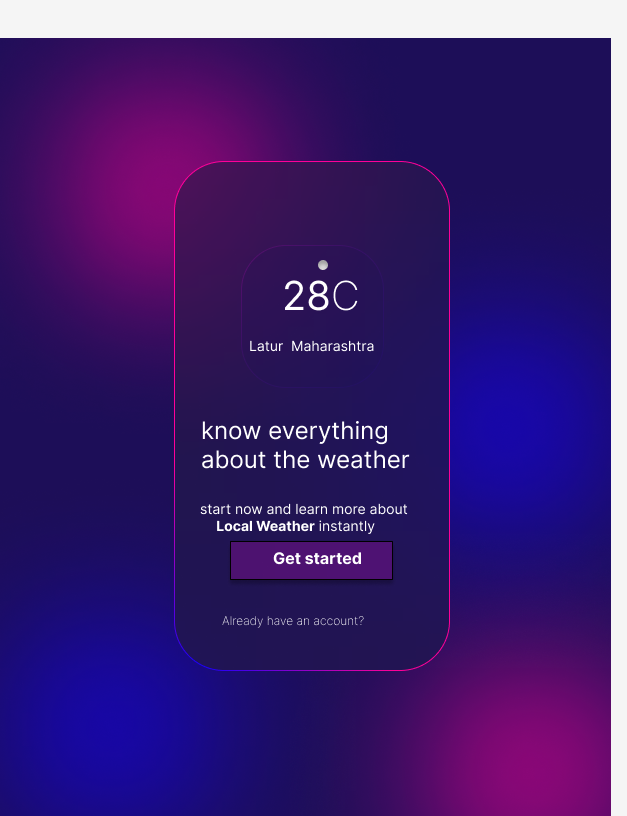 28C
Latur  Maharashtra
know everything
about the weather
start now and learn more about
Local Weather instantly
Get started
Already have an account?